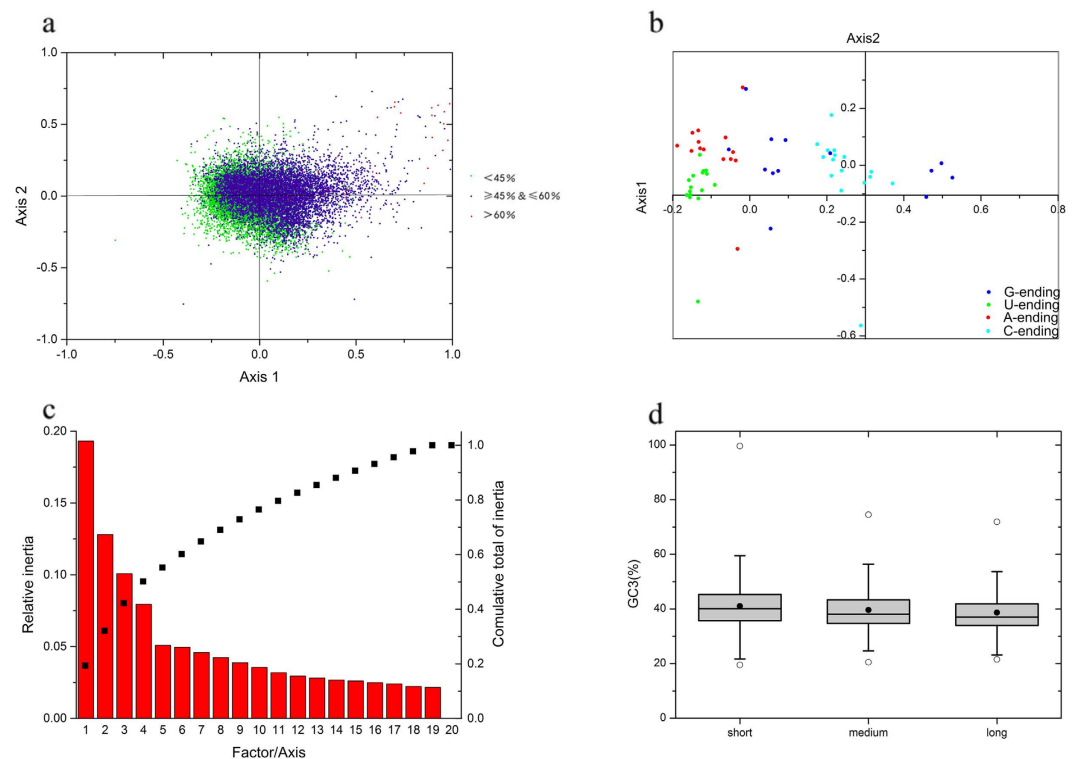 a
1.0
0.5
0.0
-0.5
-1.0
Axis 2
-1.0
-0.5
0.0
0.5
1.0
Axis 1
<45%
≥45% & ≤60%
>60%
b
Axis2
Axis1
0.2
0.0
-0.2
0.0
0.2
0.4
0.6
0.8
-0.2
-0.4
-0.6
G-ending
U-ending
A-ending
C-ending
c
0.20
0.15
0.10
0.05
0.00
Relative inertia
1.0
0.8
0.6
0.4
0.2
0.0
Comulative total of inertia
1 2 3 4 5 6 7 8 9 10 11 12 13 14 15 16 17 18 19 20
Factor/Axis
d
100
80
60
40
20
0
GC3(%)
short
medium
long